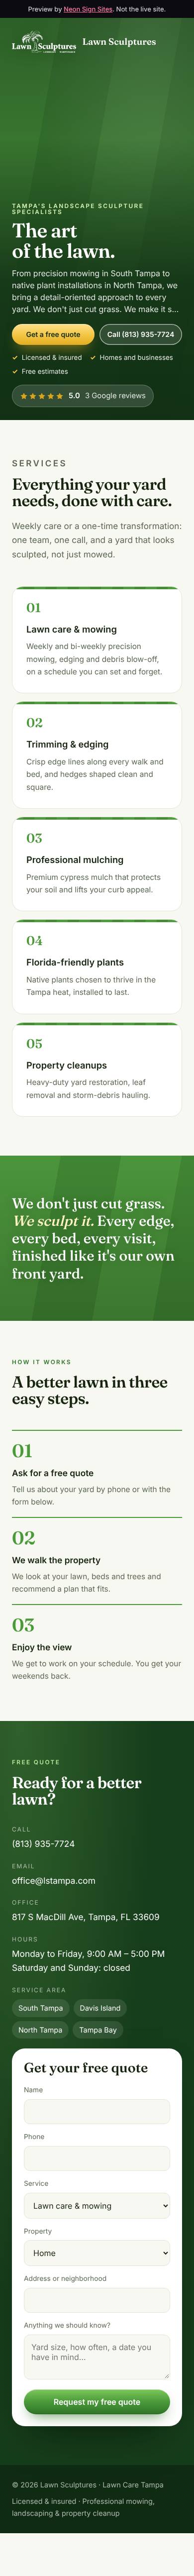 Preview by Neon Sign Sites. Not the live site.
Lawn Sculptures
Lawn Sculptures
TAMPA'S LANDSCAPE SCULPTURE
SPECIALISTS
The art
of the lawn.
From precision mowing in South Tampa to
native plant installations in North Tampa, we
bring a detail-oriented approach to every
yard. We don't just cut grass. We make it s...
Get a free quote
Call (813) 935-7724
✓ Licensed & insured ✓ Homes and businesses
✓ Free estimates
★★★★★ 5.0 3 Google reviews
SERVICES
Everything your yard
needs, done with care.
Weekly care or a one-time transformation:
one team, one call, and a yard that looks
sculpted, not just mowed.
01
Lawn care & mowing
Weekly and bi-weekly precision
mowing, edging and debris blow-off,
on a schedule you can set and forget.
02
Trimming & edging
Crisp edge lines along every walk and
bed, and hedges shaped clean and
square.
03
Professional mulching
Premium cypress mulch that protects
your soil and lifts your curb appeal.
04
Florida-friendly plants
Native plants chosen to thrive in the
Tampa heat, installed to last.
05
Property cleanups
Heavy-duty yard restoration, leaf
removal and storm-debris hauling.
We don't just cut grass.
We sculpt it. Every edge,
every bed, every visit,
finished like it's our own
front yard.
HOW IT WORKS
A better lawn in three
easy steps.
01
Ask for a free quote
Tell us about your yard by phone or with the
form below.
02
We walk the property
We look at your lawn, beds and trees and
recommend a plan that fits.
03
Enjoy the view
We get to work on your schedule. You get your
weekends back.
FREE QUOTE
Ready for a better
lawn?
CALL
(813) 935-7724
EMAIL
office@lstampa.com
OFFICE
817 S MacDill Ave, Tampa, FL 33609
HOURS
Monday to Friday, 9:00 AM – 5:00 PM
Saturday and Sunday: closed
SERVICE AREA
South Tampa
Davis Island
North Tampa
Tampa Bay
Get your free quote
Name
Phone
Service
Lawn care & mowing
Property
Home
Address or neighborhood
Anything we should know?
Yard size, how often, a date you
have in mind...
Request my free quote
© 2026 Lawn Sculptures · Lawn Care Tampa
Licensed & insured · Professional mowing,
landscaping & property cleanup